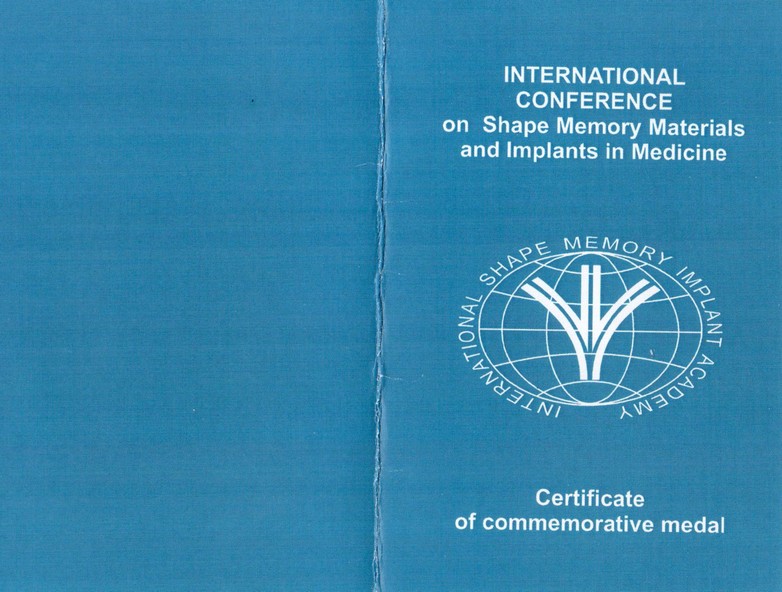 INTERNATIONAL
CONFERENCE
on Shape Memory Materials
and Implants in Medicine
INTERNATIONAL SHAPE MEMORY IMPLANT ACADEMY
Certificate
of commemorative medal